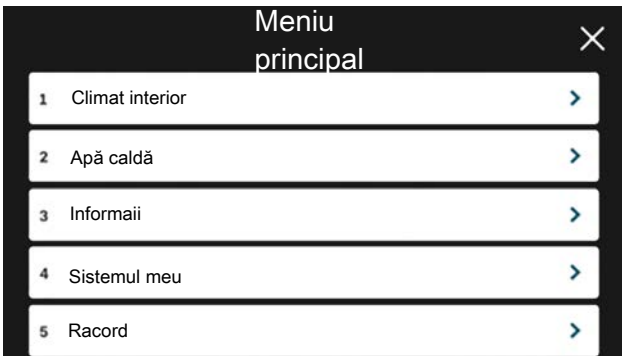 Meniu
principal
1 Climat interior
2 Apă caldă
3 Informaii
4 Sistemul meu
5 Racord